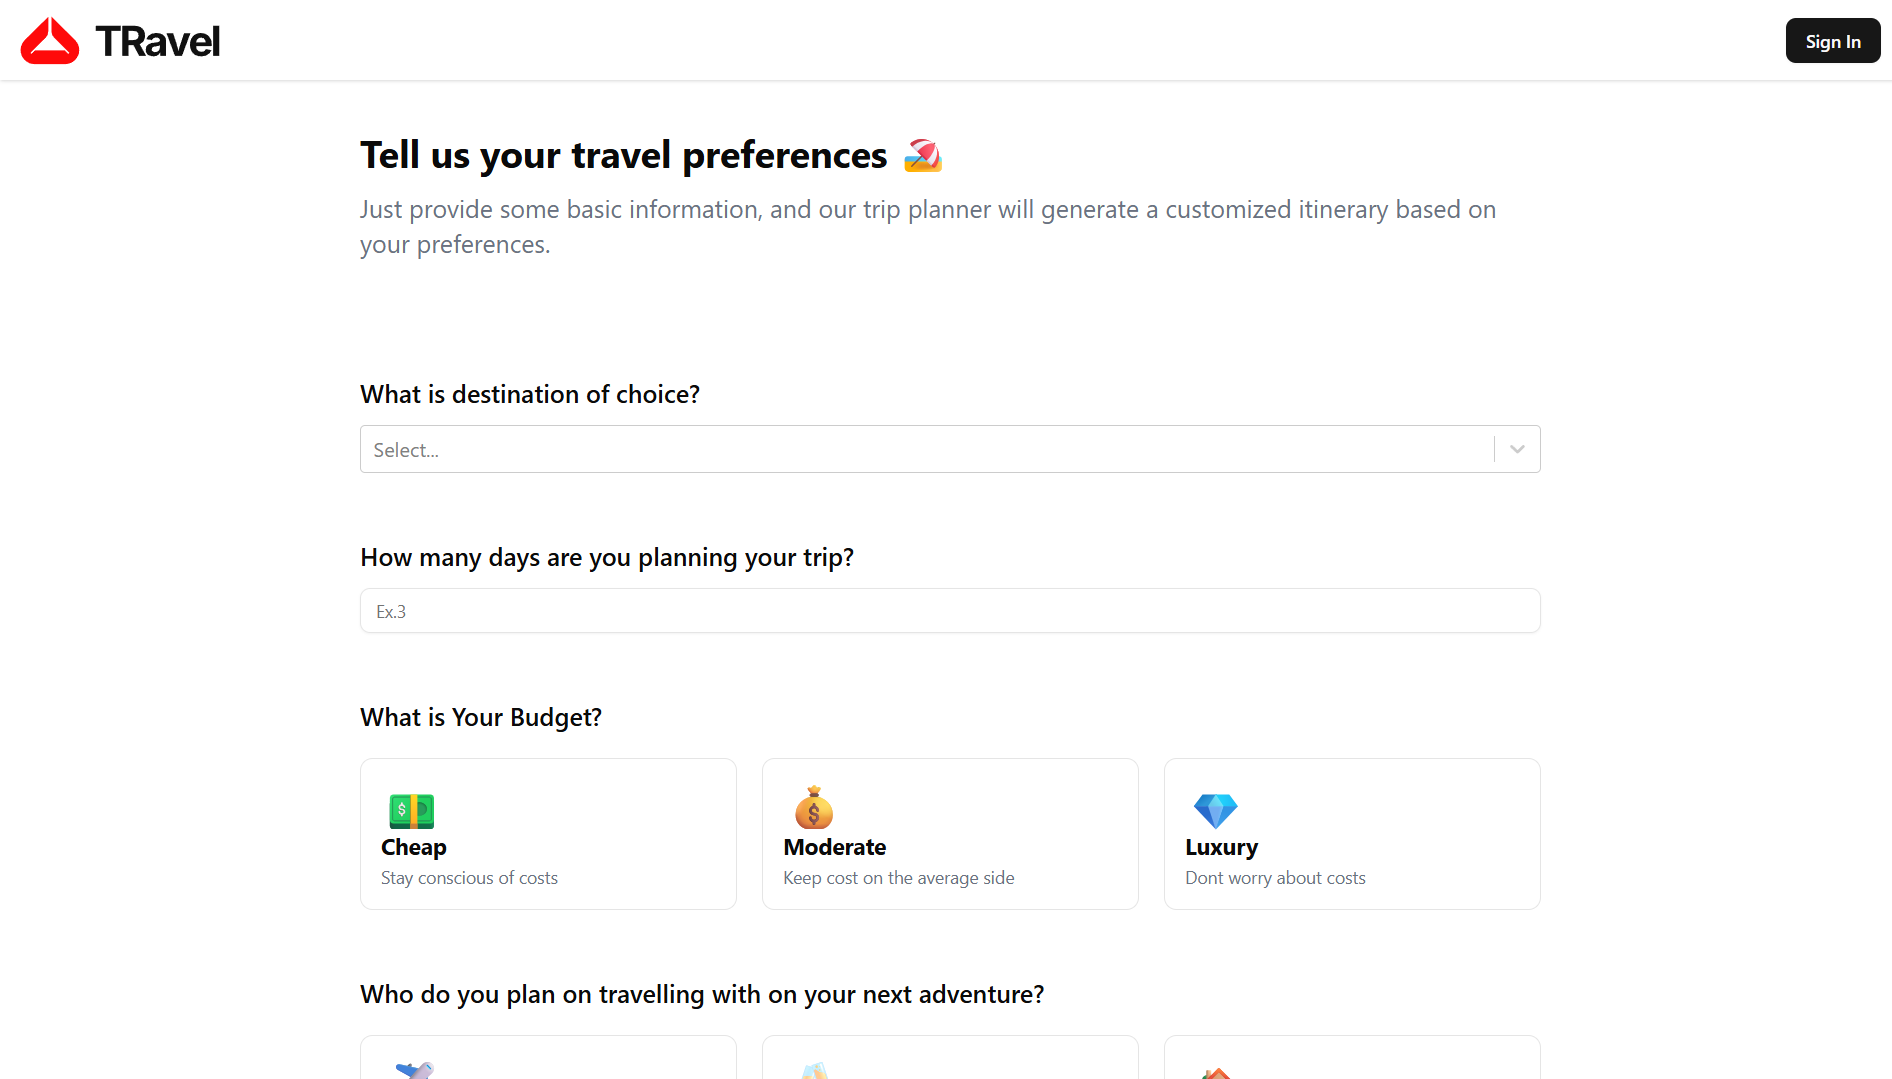 TRavel
Sign In
Tell us your travel preferences
Just provide some basic information, and our trip planner will generate a customized itinerary based on
your preferences.
What is destination of choice?
Select...
How many days are you planning your trip?
Ex.3
What is Your Budget?
Cheap
Stay conscious of costs
Moderate
Keep cost on the average side
Luxury
Dont worry about costs
Who do you plan on travelling with on your next adventure?